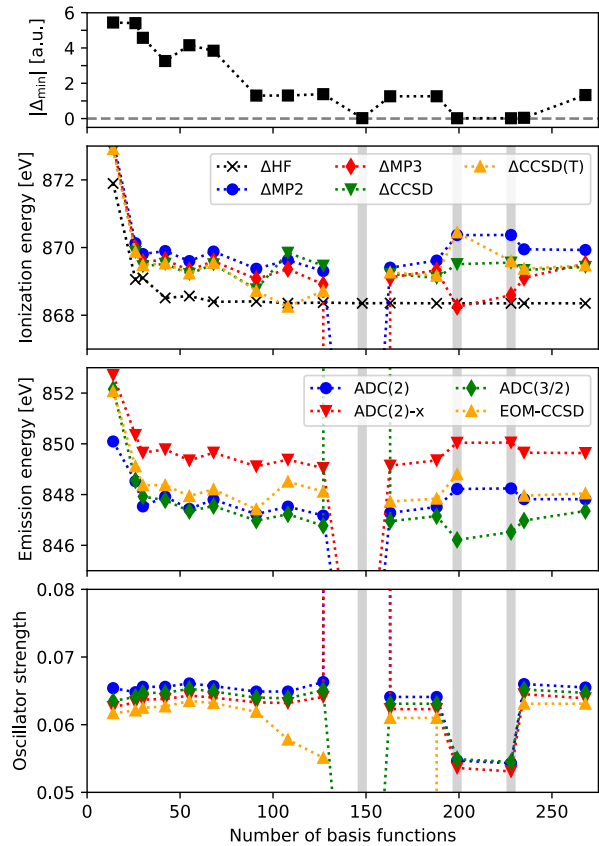 |Δmin| [a.u.]
6
4
2
0
Ionization energy [eV]
872
870
868
ΔHF
ΔMP2
ΔMP3
ΔCCSD
ΔCCSD(T)
Emission energy [eV]
852
850
848
846
ADC(2)
ADC(2)-x
ADC(3/2)
EOM-CCSD
Oscillator strength
0.08
0.07
0.06
0.05
0 50 100 150 200 250
Number of basis functions